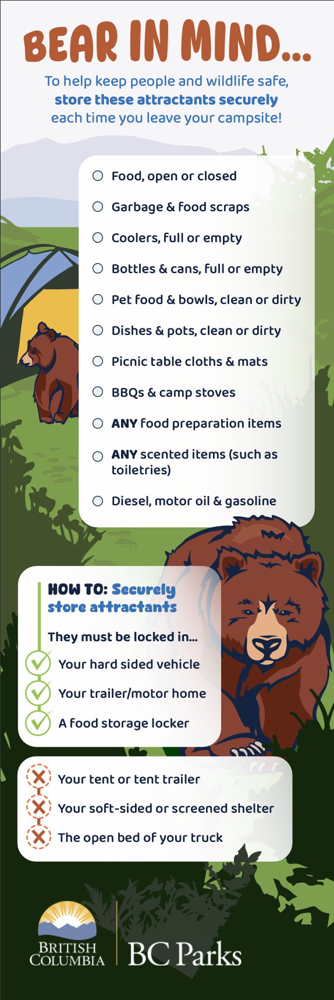 BEAR IN MIND...
To help keep people and wildlife safe,
store these attractants securely
each time you leave your campsite!
Food, open or closed
Garbage & food scraps
Coolers, full or empty
Bottles & cans, full or empty
Pet food & bowls, clean or dirty
Dishes & pots, clean or dirty
Picnic table cloths & mats
BBQs & camp stoves
ANY food preparation items
ANY scented items (such as
toiletries)
Diesel, motor oil & gasoline
HOW TO: Securely
store attractants
They must be locked in...
Your hard sided vehicle
Your trailer/motor home
A food storage locker
Your tent or tent trailer
Your soft-sided or screened shelter
The open bed of your truck
BRITISH
COLUMBIA
BC Parks